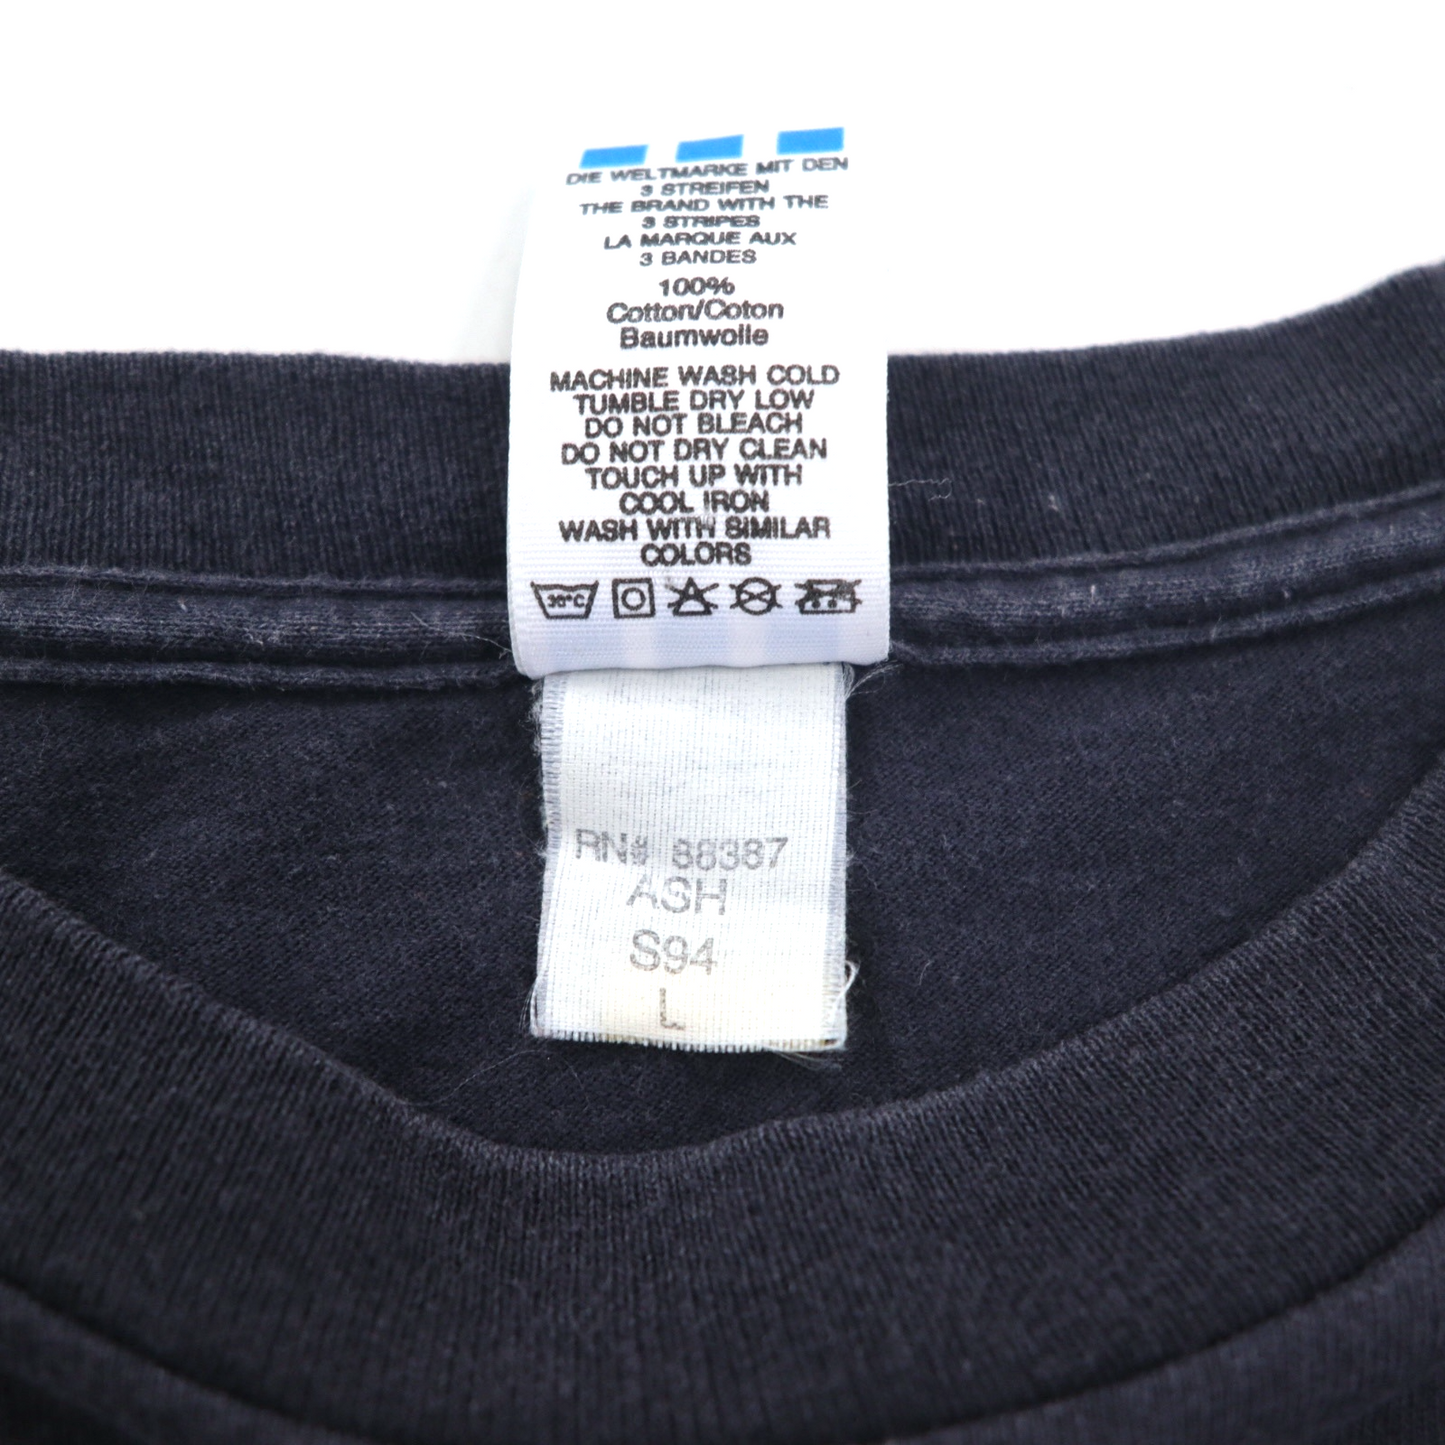 DIE WELTMARKE MIT DEN
3 STREIFEN
THE BRAND WITH THE
3 STRIPES
LA MARQUE AUX
3 BANDES
100%
Cotton/Coton
Baumwolle
MACHINE WASH COLD
TUMBLE DRY LOW
DO NOT BLEACH
DO NOT DRY CLEAN
TOUCH UP WITH
COOL IRON
WASH WITH SIMILAR
COLORS
30°C
RN# 88387
ASH
S94
L